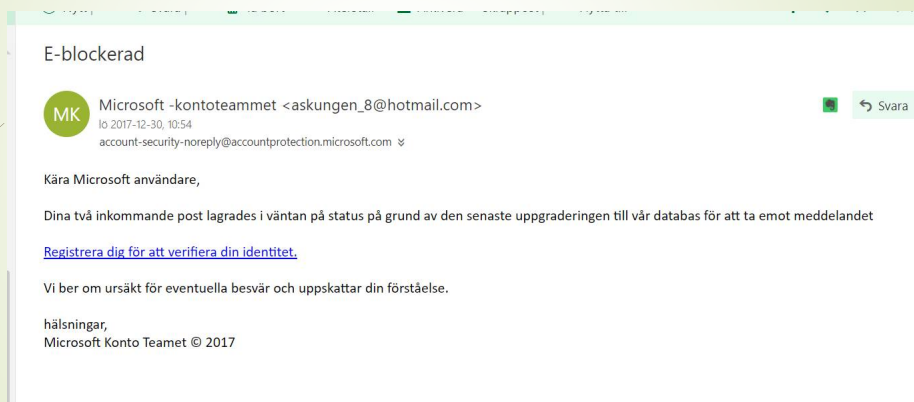 E-blockerad
MK
Microsoft -kontoteammet <askungen_8@hotmail.com>
Svara
lö 2017-12-30, 10:54
account-security-noreply@accountprotection.microsoft.com
Kära Microsoft användare,
Dina två inkommande post lagrades i väntan på status på grund av den senaste uppgraderingen till vår databas för att ta emot meddelandet
Registrera dig för att verifiera din identitet.
Vi ber om ursäkt för eventuella besvär och uppskattar din förståelse.
hälsningar,
Microsoft Konto Teamet © 2017